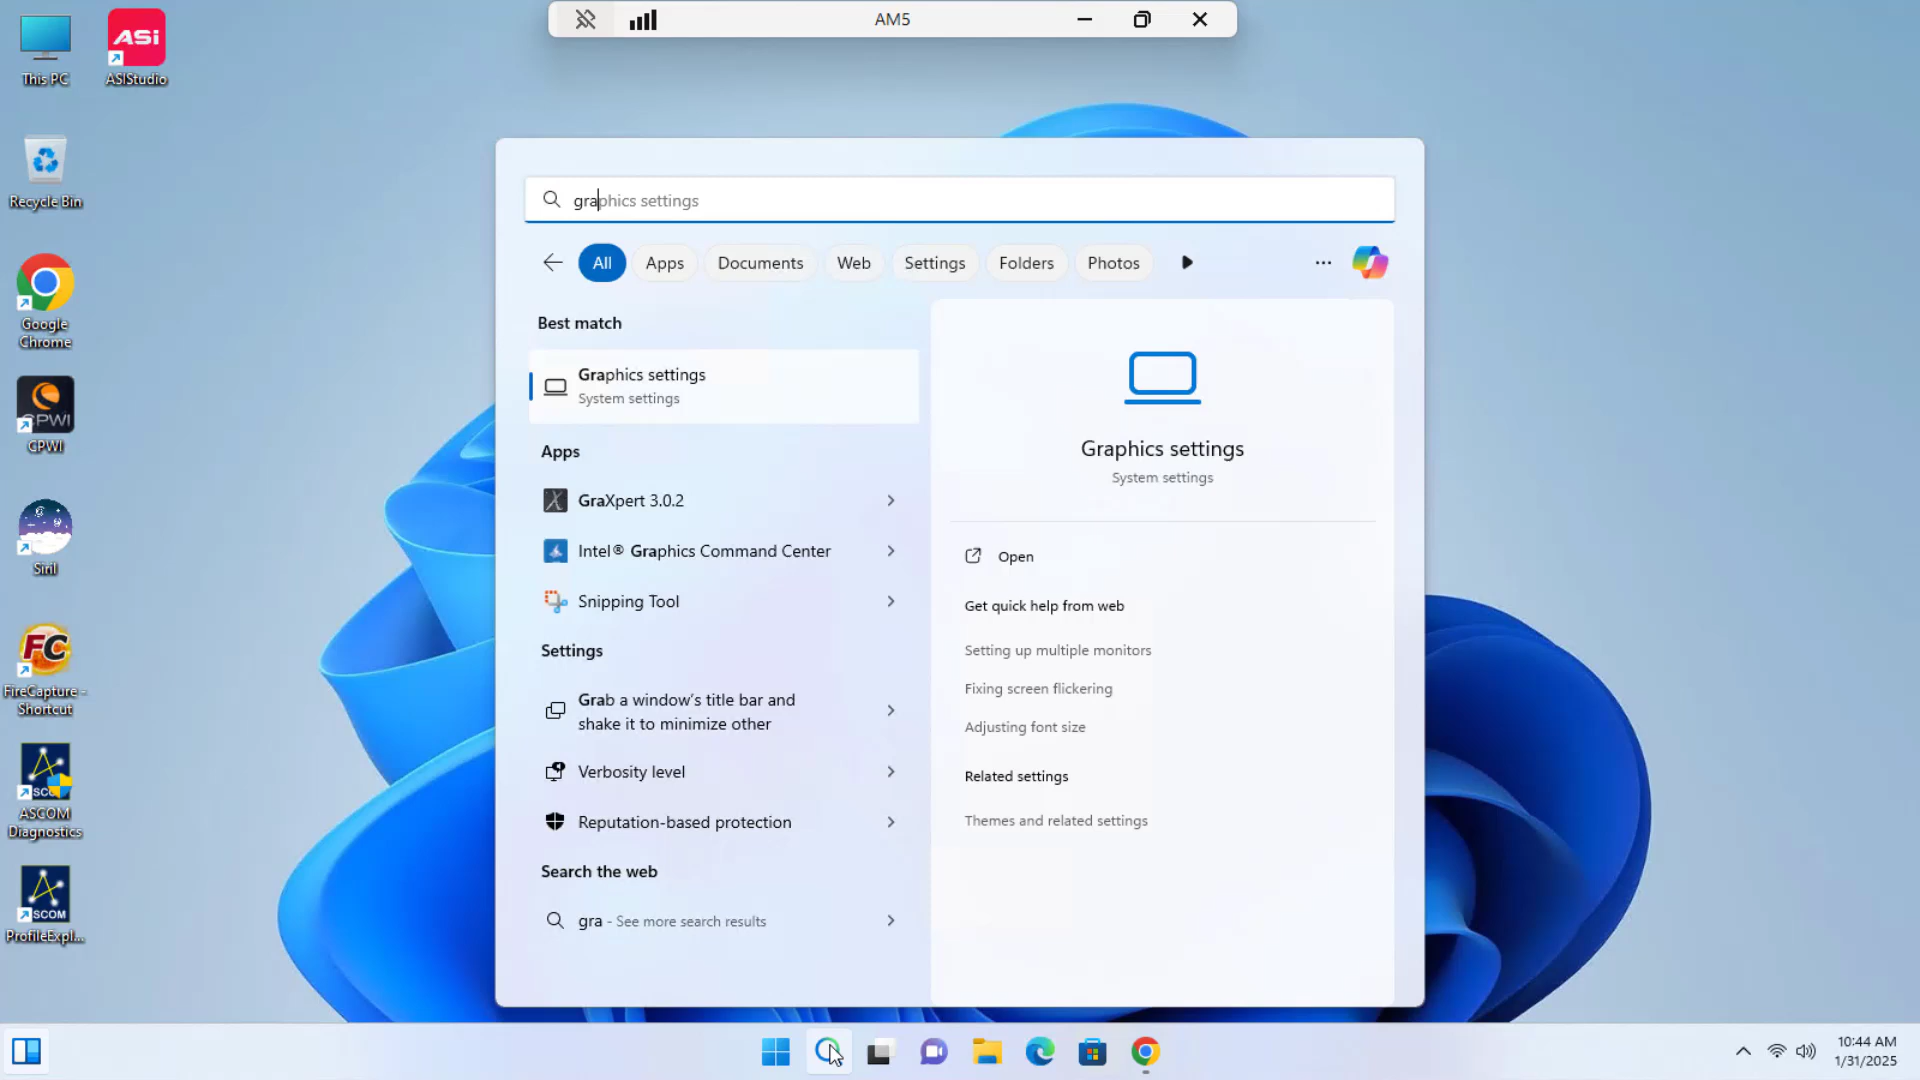 AM5
This PC
ASi
ASIStudio
Recycle Bin
Google
Chrome
CPWI
CPWI
Siril
FC
FireCapture -
Shortcut
ASCOM
Diagnostics
SCOM
ProfileExpl...
graphics settings
All
Apps
Documents
Web
Settings
Folders
Photos
Best match
Graphics settings
System settings
Apps
GraXpert 3.0.2
Intel® Graphics Command Center
Snipping Tool
Settings
Grab a window's title bar and
shake it to minimize other
Verbosity level
Reputation-based protection
Search the web
gra - See more search results
Graphics settings
System settings
Open
Get quick help from web
Setting up multiple monitors
Fixing screen flickering
Adjusting font size
Related settings
Themes and related settings
10:44 AM
1/31/2025